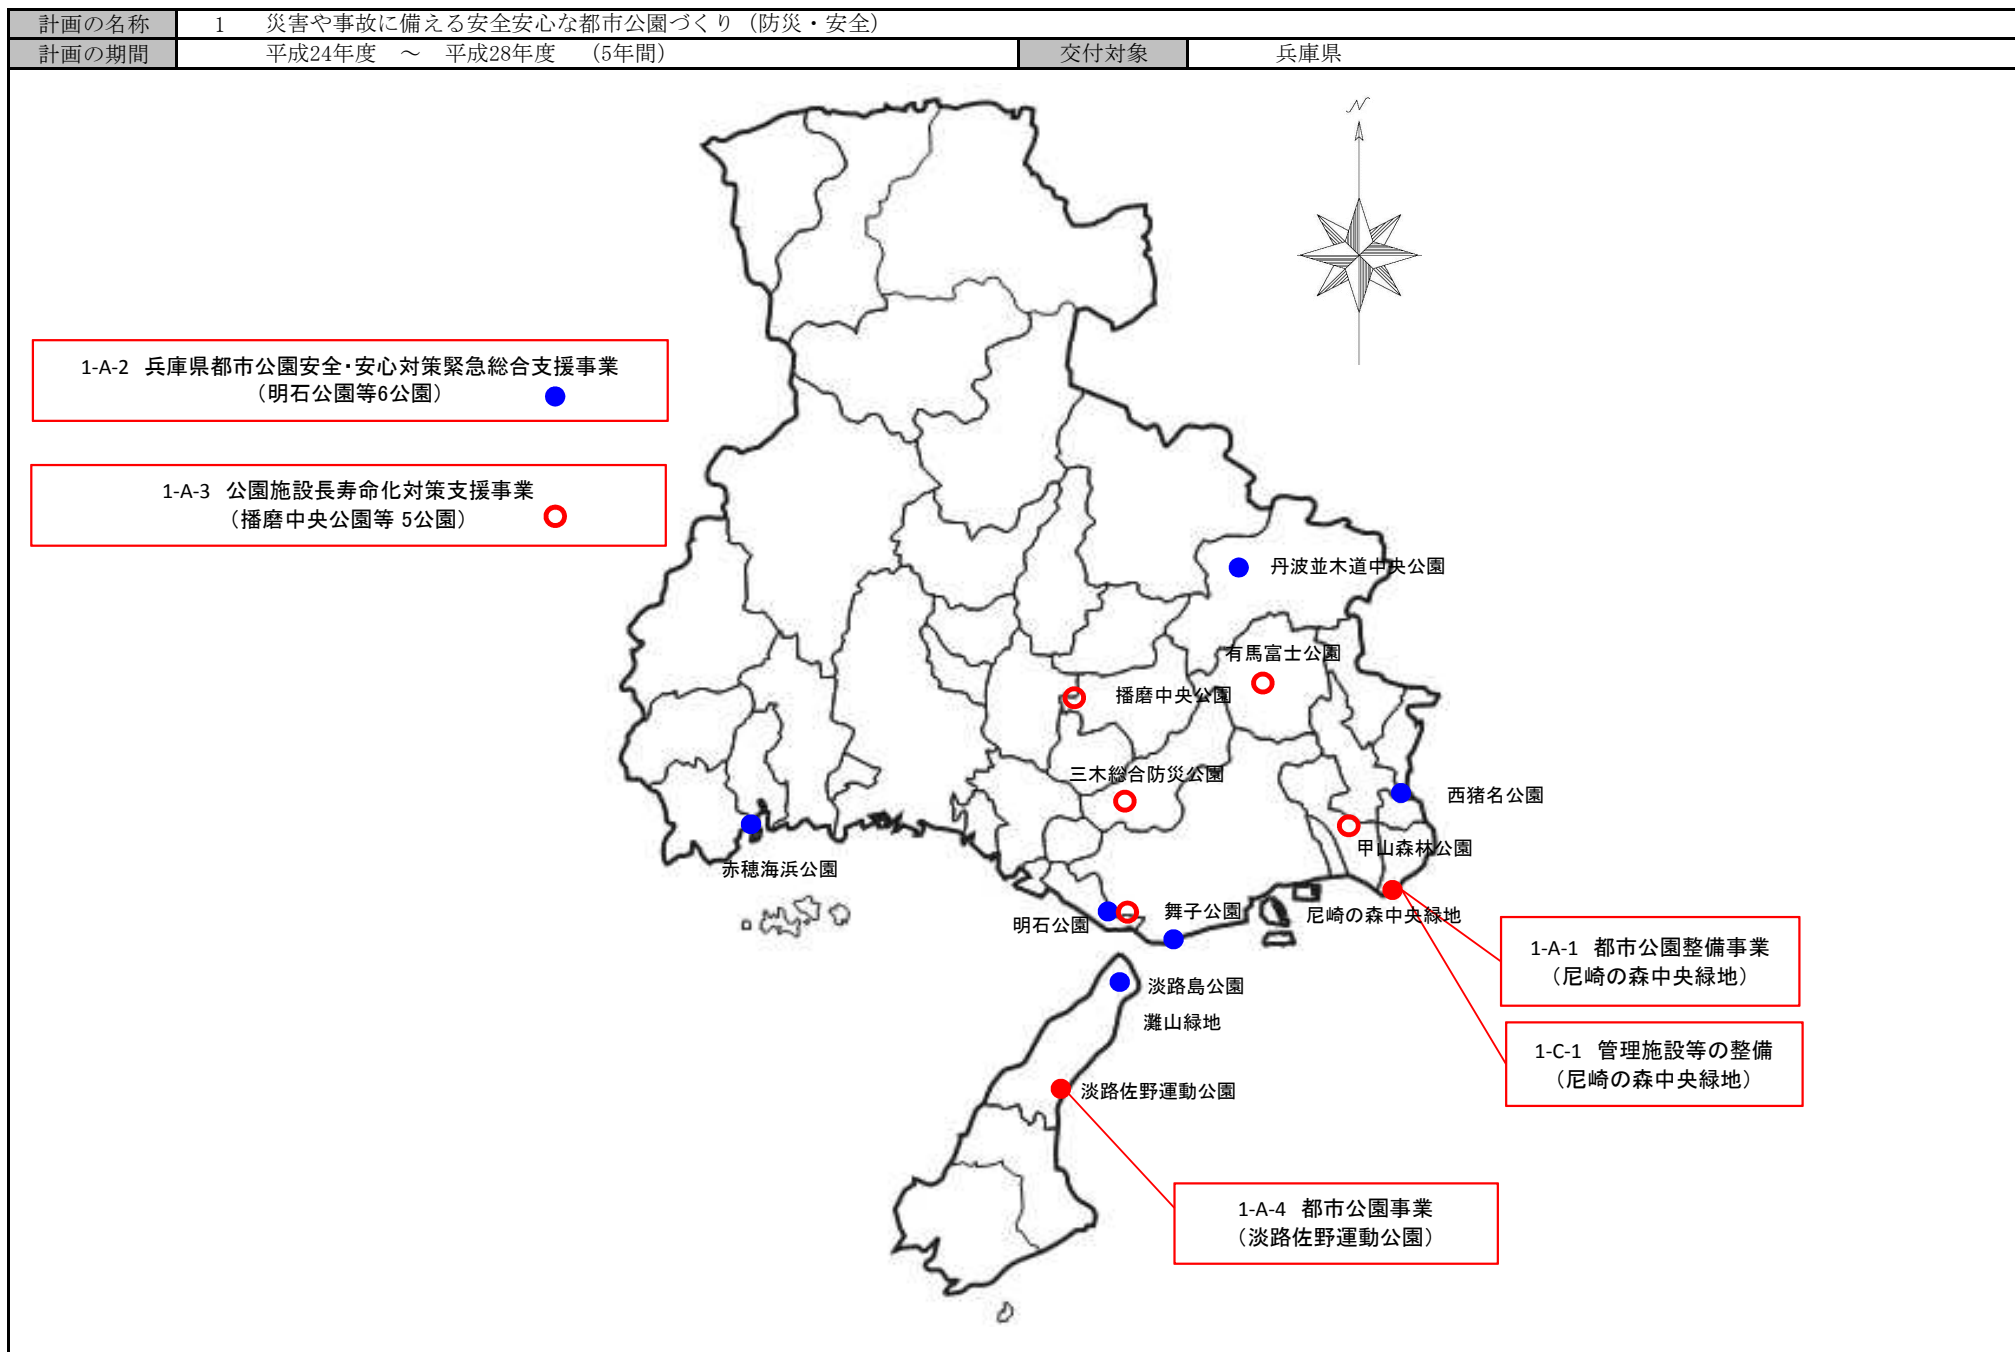 計画の名称 1 災害や事故に備える安全安心な都市公園づくり（防災・安全）
計画の期間 平成24年度 ～ 平成28年度 （5年間） 交付対象 兵庫県
N
1-A-2 兵庫県都市公園安全・安心対策緊急総合支援事業
（明石公園等6公園）
1-A-3 公園施設長寿命化対策支援事業
（播磨中央公園等 5公園）
丹波並木道中央公園
有馬富士公園
播磨中央公園
三木総合防災公園
西猪名公園
甲山森林公園
赤穂海浜公園
明石公園
舞子公園
尼崎の森中央緑地
1-A-1 都市公園整備事業
（尼崎の森中央緑地）
淡路島公園
灘山緑地
1-C-1 管理施設等の整備
（尼崎の森中央緑地）
淡路佐野運動公園
1-A-4 都市公園事業
（淡路佐野運動公園）